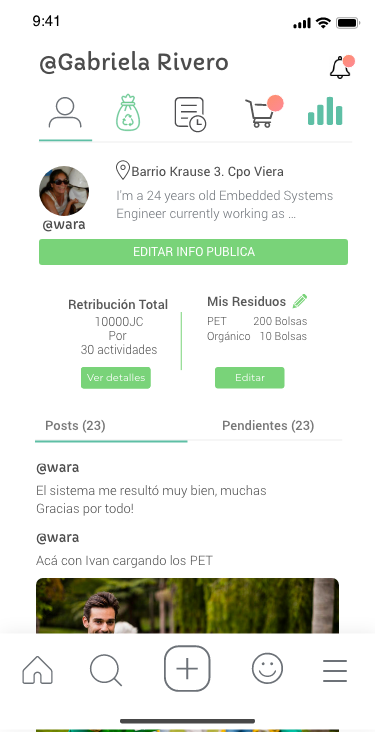 9:41
@Gabriela Rivero
Barrio Krause 3. Cpo Viera
I'm a 24 years old Embedded Systems
Engineer currently working as ...
@wara
EDITAR INFO PUBLICA
Retribución Total
10000JC
Por
30 actividades
Ver detalles
Mis Residuos
PET 200 Bolsas
Orgánico 10 Bolsas
Editar
Posts (23)
Pendientes (23)
@wara
El sistema me resultó muy bien, muchas
Gracias por todo!
@wara
Acá con Ivan cargando los PET